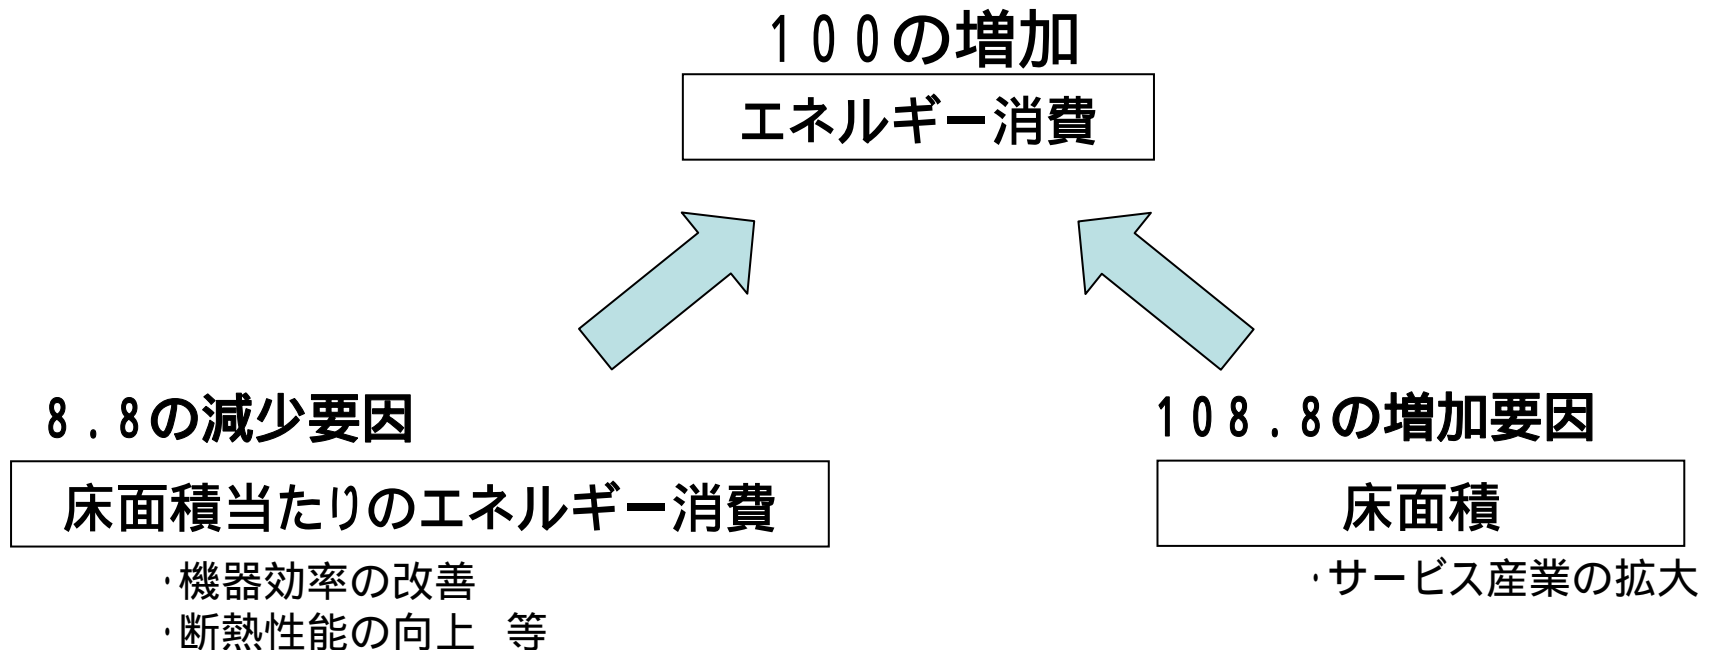 １００の増加
エネルギー消費
８．８の減少要因
床面積当たりのエネルギー消費
・機器効率の改善
・断熱性能の向上　等
１０８．８の増加要因
床面積
・サービス産業の拡大